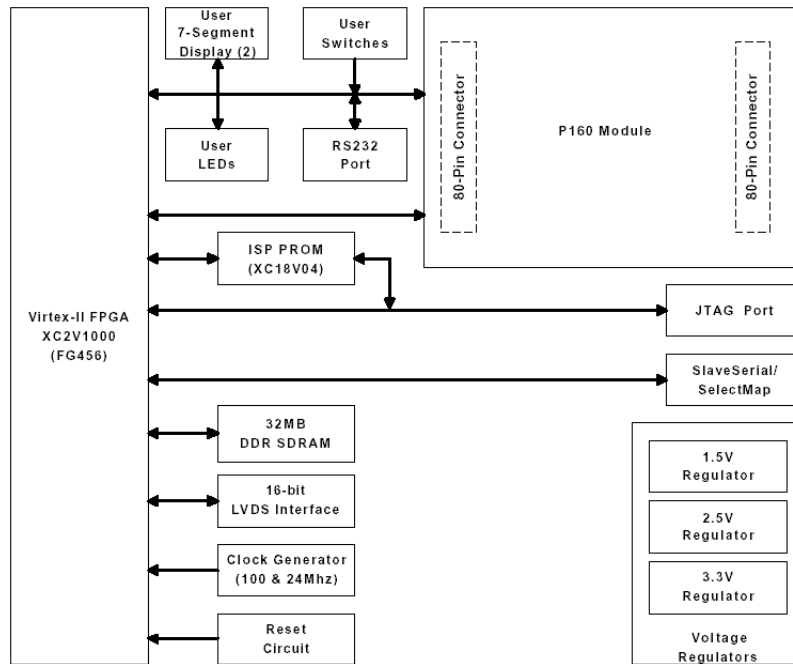 User
7-Segment
Display (2)
User
Switches
User
LEDs
RS232
Port
80-Pin Connector
P160 Module
80-Pin Connector
ISP PROM
(XC18V04)
Virtex-II FPGA
XC2V1000
(FG456)
JTAG Port
SlaveSerial/
SelectMap
32MB
DDR SDRAM
16-bit
LVDS Interface
Clock Generator
(100 & 24Mhz)
Reset
Circuit
1.5V
Regulator
2.5V
Regulator
3.3V
Regulator
Voltage
Regulators